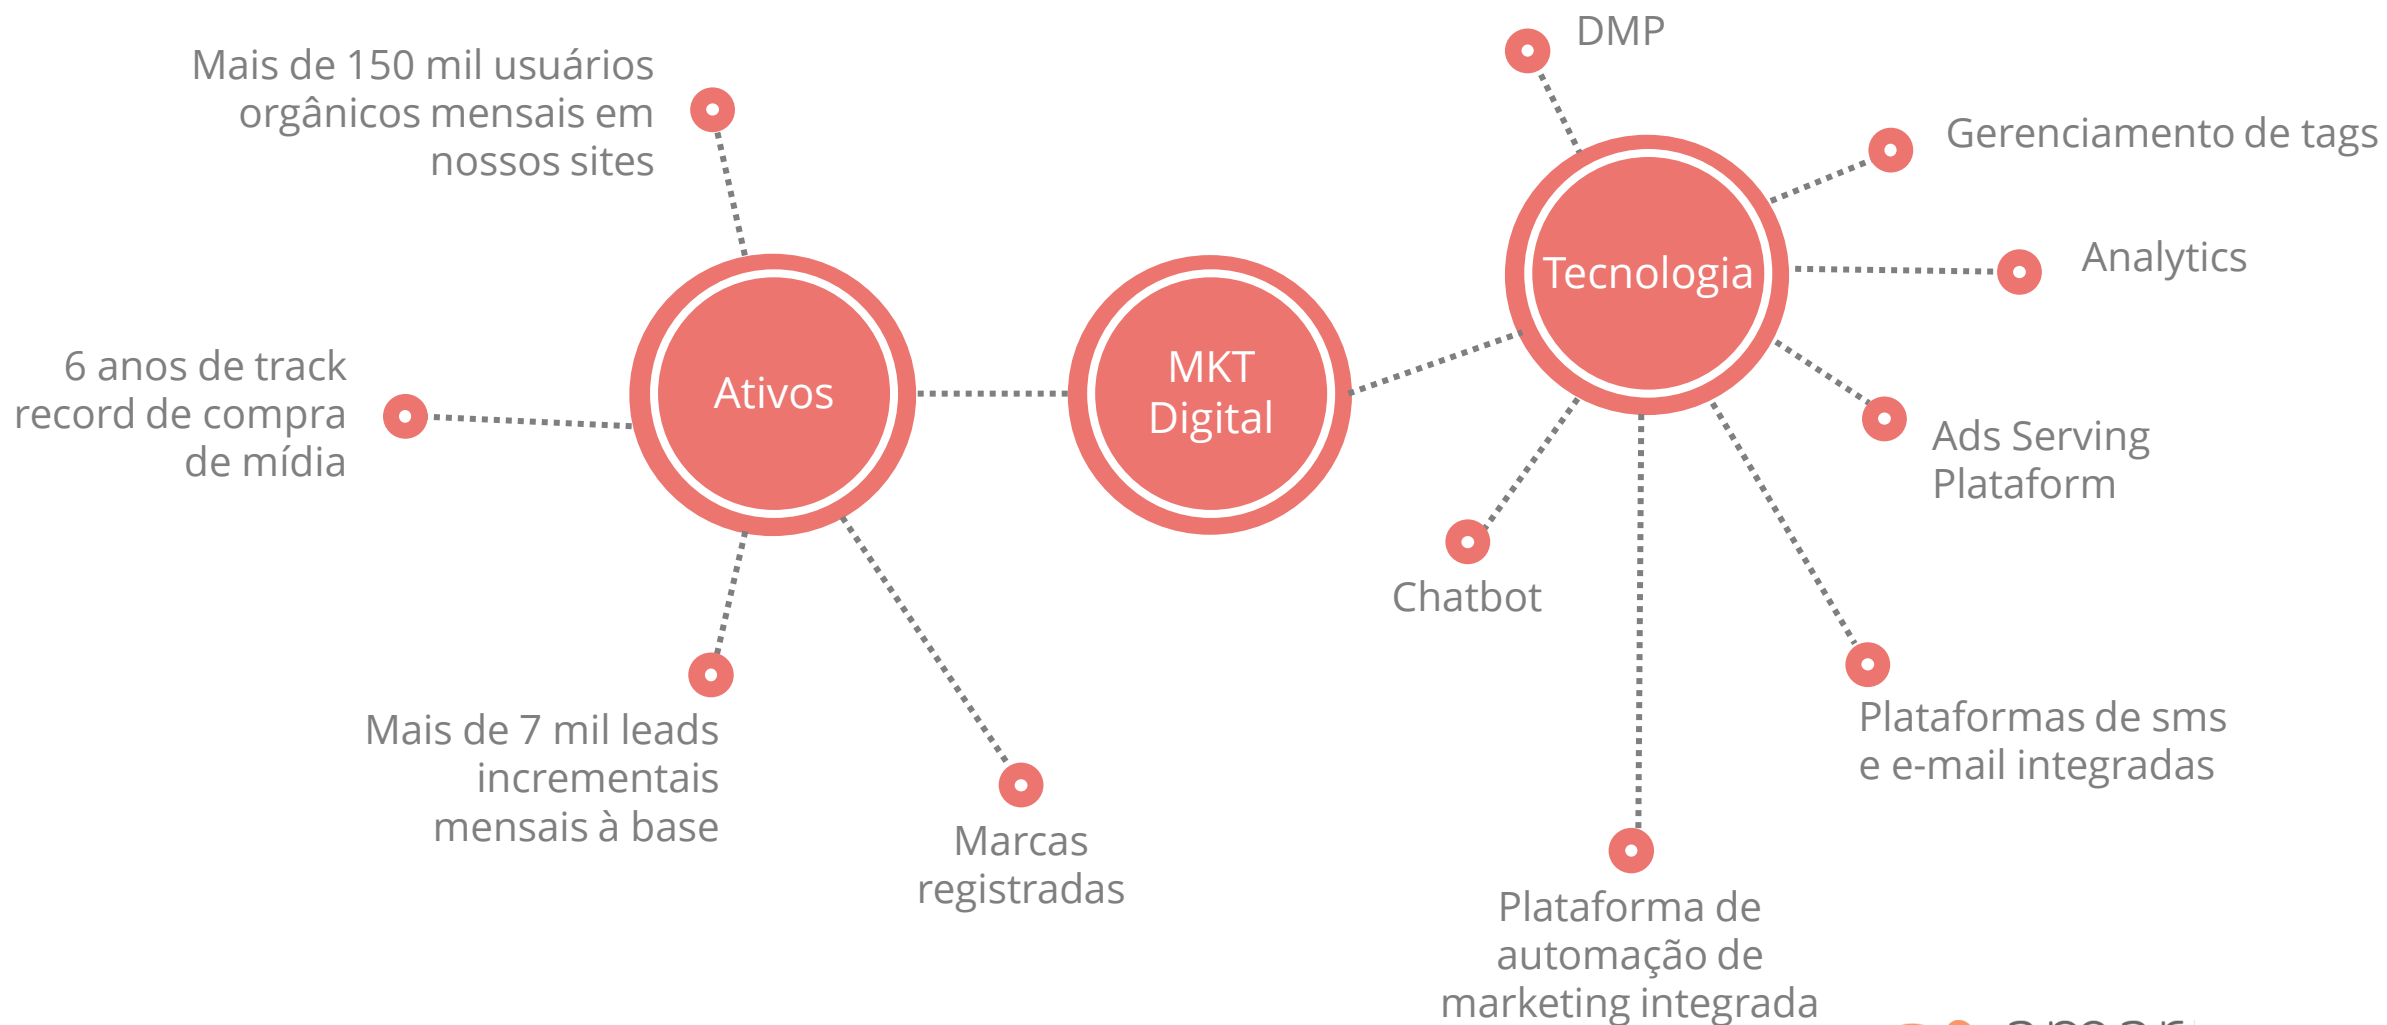 Mais de 150 mil usuários
orgânicos mensais em
nossos sites
6 anos de track
record de compra
de mídia
Ativos
Mais de 7 mil leads
incrementais
mensais à base
Marcas
registradas
MKT
Digital
Tecnologia
DMP
Gerenciamento de tags
Analytics
Ads Serving
Plataform
Chatbot
Plataformas de sms
e e-mail integradas
Plataforma de
automação de
marketing integrada